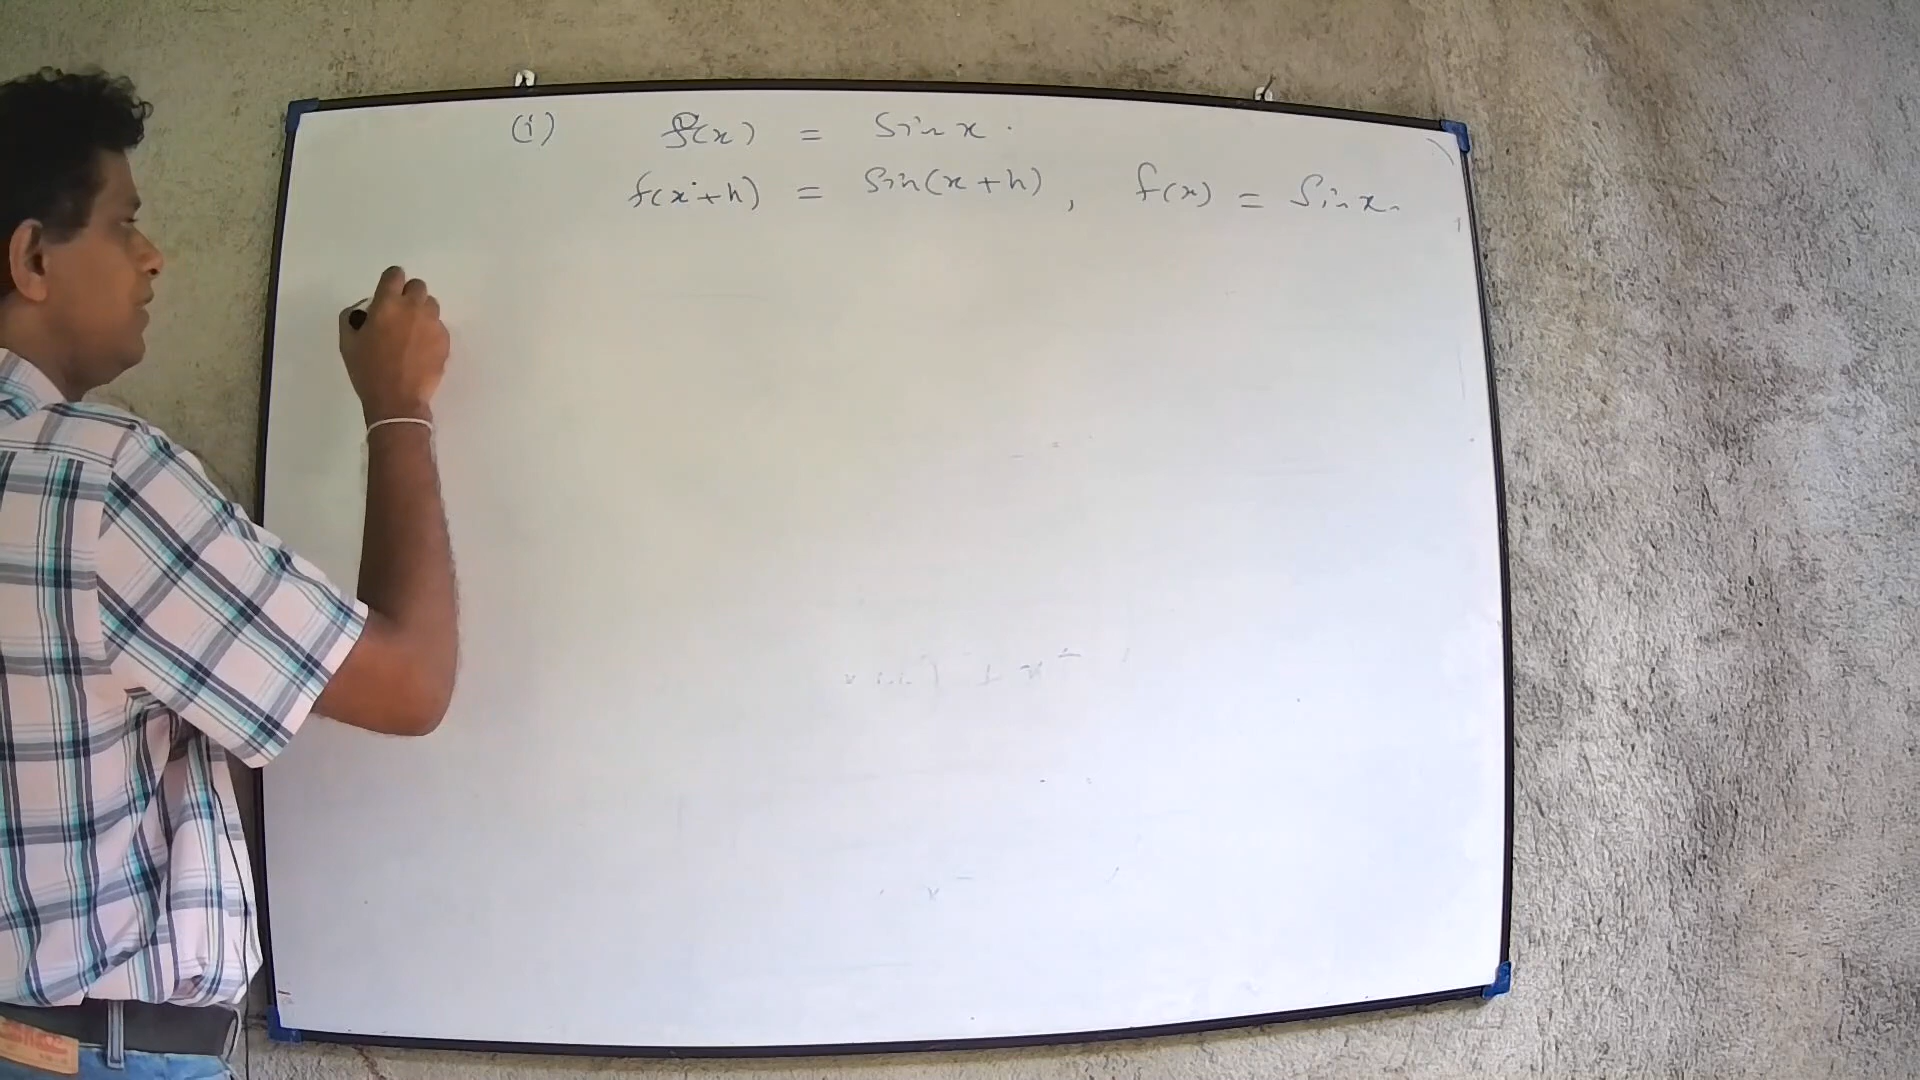 (i) f(x) = Sin x .
f(x+h) = Sin(x+h) , f(x) = Sin x.